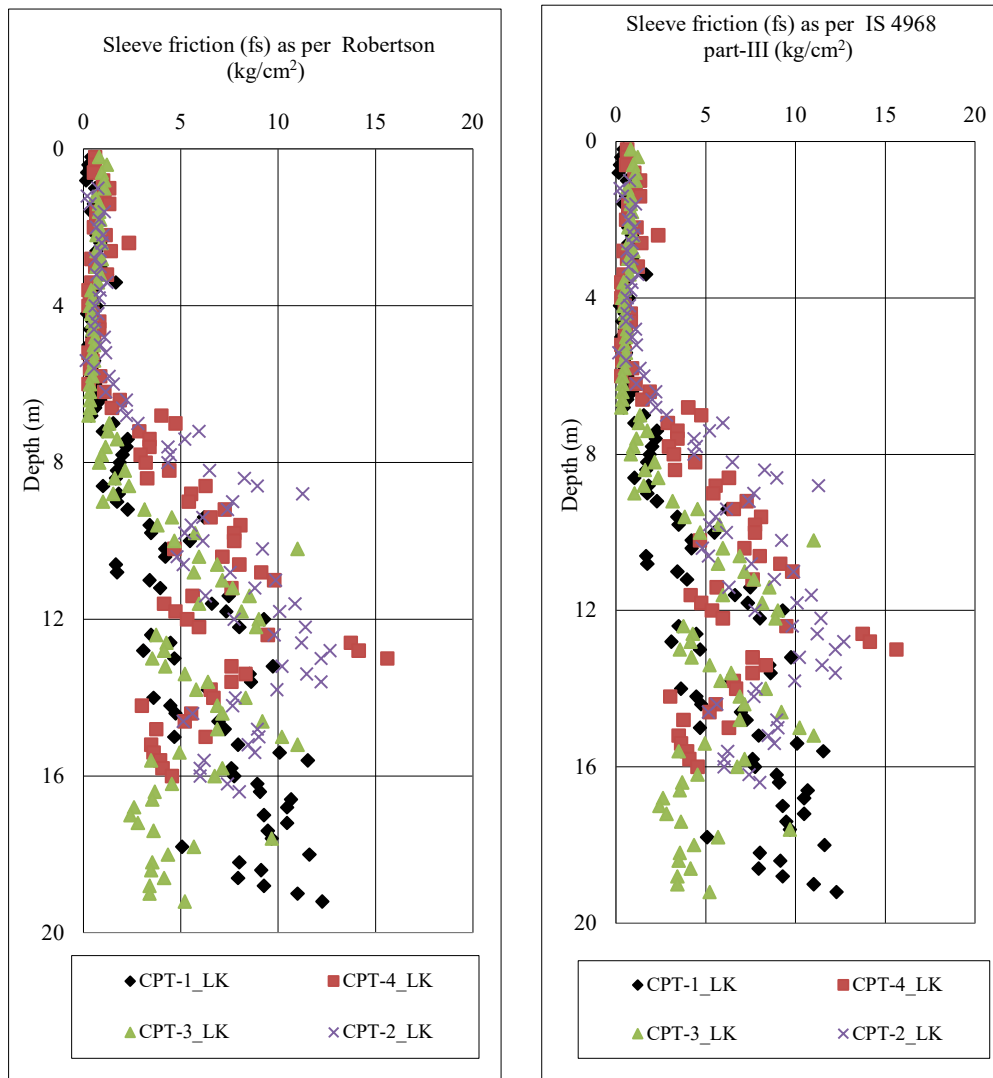 Sleeve friction (fs) as per Robertson
(kg/cm²)
0 5 10 15 20
0
4
8
12
16
20
Depth (m)
CPT-1_LK CPT-4_LK
CPT-3_LK CPT-2_LK
Sleeve friction (fs) as per IS 4968
part-III (kg/cm²)
0 5 10 15 20
0
4
8
12
16
20
Depth (m)
CPT-1_LK CPT-4_LK
CPT-3_LK CPT-2_LK